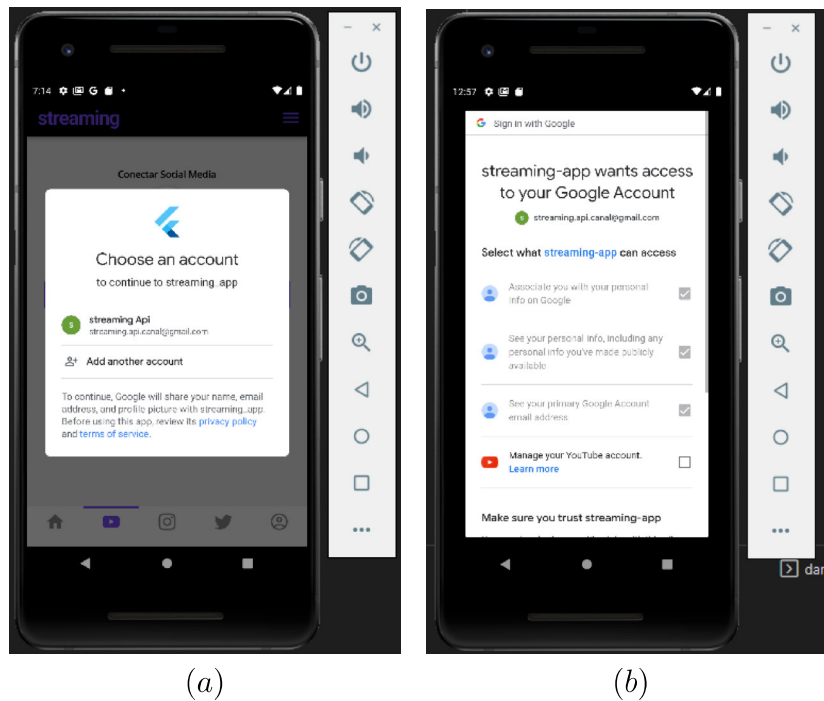 7:14
streaming
Conectar Social Media
Choose an account
to continue to streaming_app
S
streaming Api
streaming.api.canal@gmail.com
Add another account
To continue, Google will share your name, email
address, and profile picture with streaming_app.
Before using this app, review its privacy policy
and terms of service.
(a)
12:57
Sign in with Google
streaming-app wants access
to your Google Account
S
streaming.api.canal@gmail.com
Select what streaming-app can access
Associate you with your personal
info on Google
See your personal info, including any
personal info you've made publicly
available
See your primary Google Account
email address
Manage your YouTube account.
Learn more
Make sure you trust streaming-app
dar
(b)